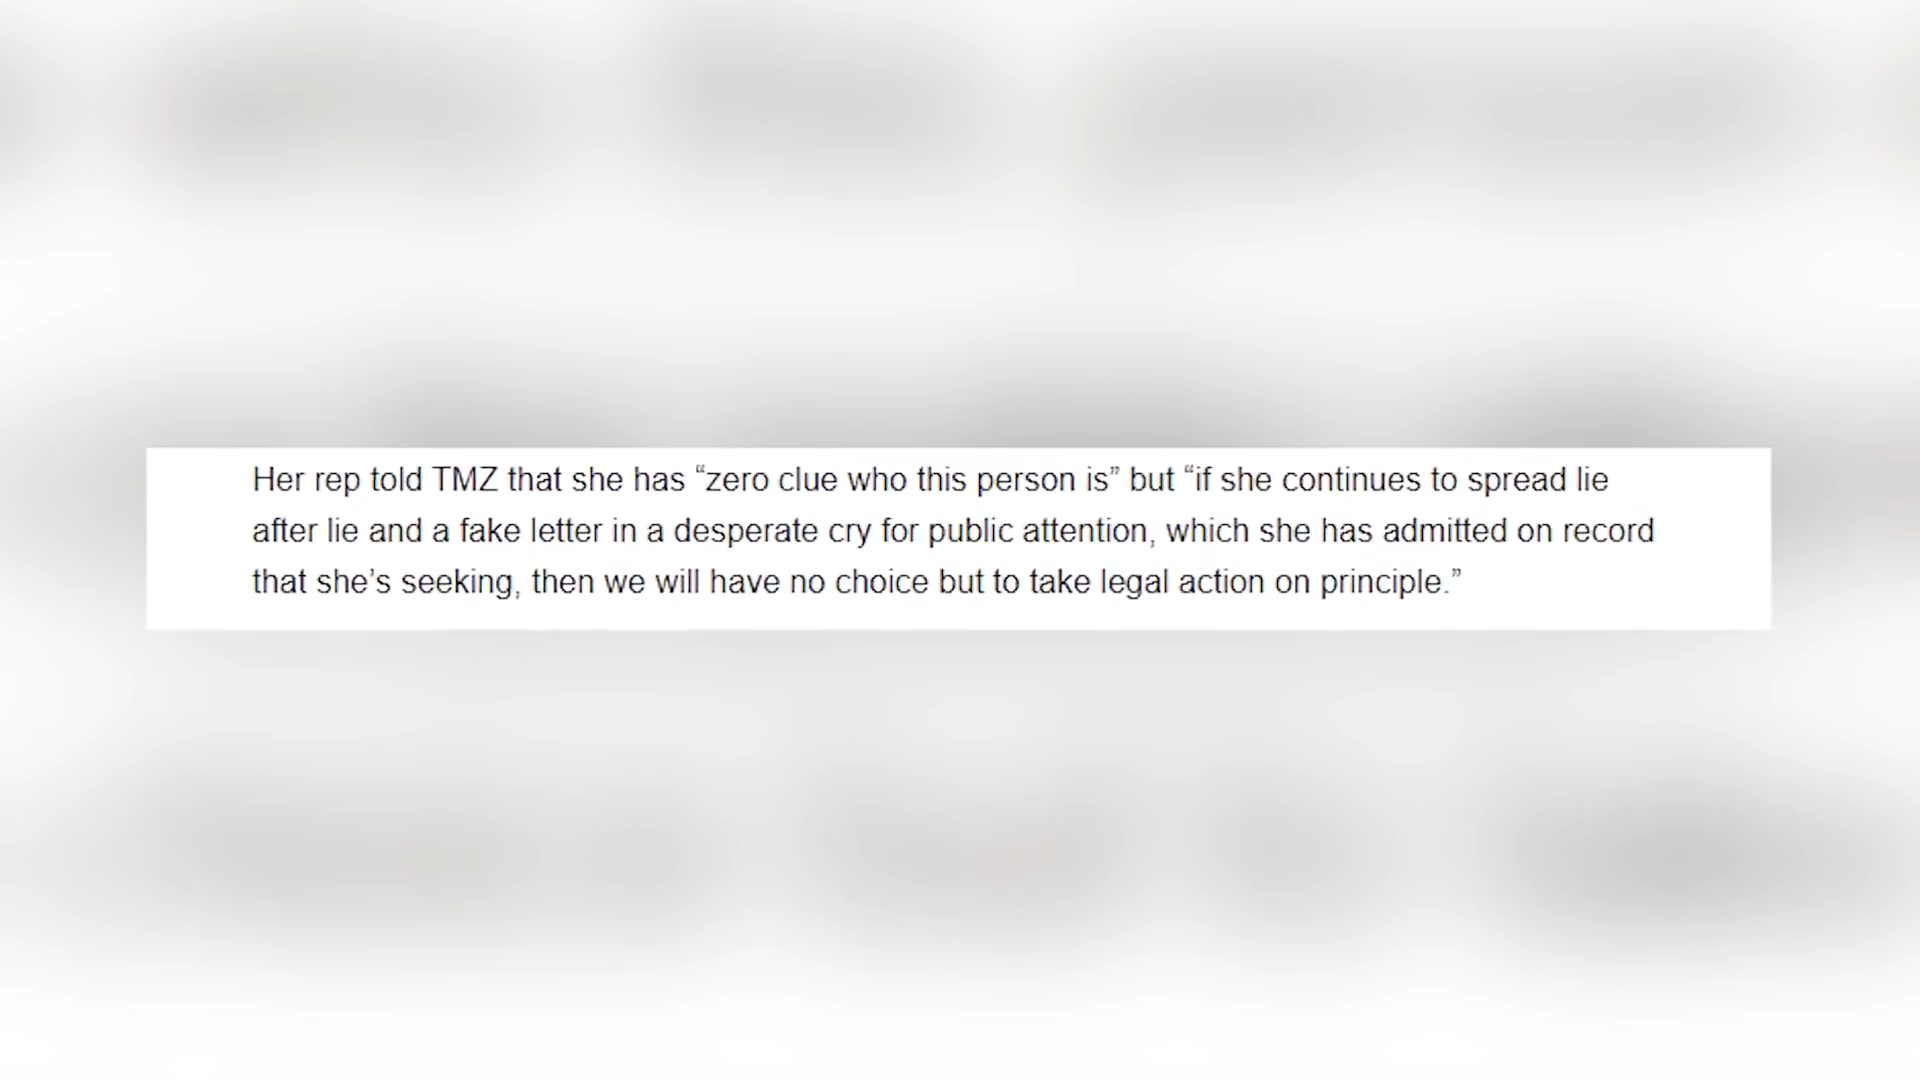 Her rep told TMZ that she has “zero clue who this person is” but “if she continues to spread lie
after lie and a fake letter in a desperate cry for public attention, which she has admitted on record
that she’s seeking, then we will have no choice but to take legal action on principle.”